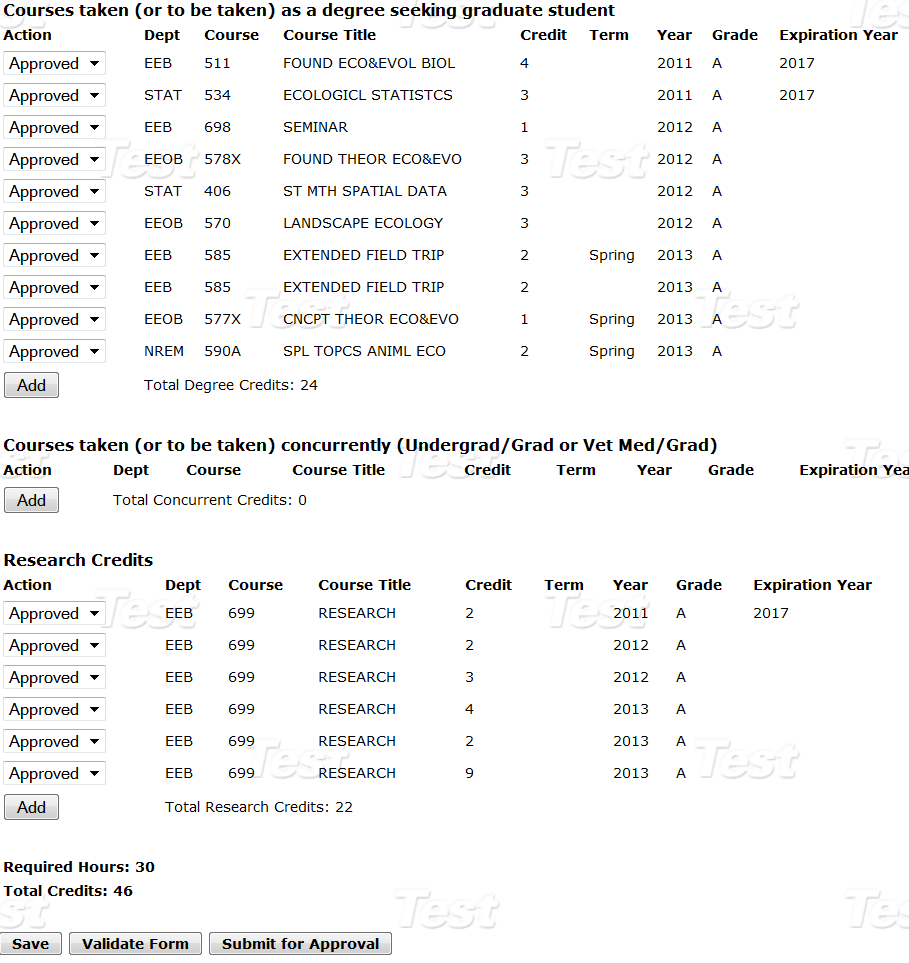 Courses taken (or to be taken) as a degree seeking graduate student
Action Dept Course Course Title Credit Term Year Grade Expiration Year
Approved EEB 511 FOUND ECO&EVOL BIOL 4 2011 A 2017
Approved STAT 534 ECOLOGICL STATISTCS 3 2011 A 2017
Approved EEB 698 SEMINAR 1 2012 A
Approved EEOB 578X FOUND THEOR ECO&EVO 3 2012 A
Approved STAT 406 ST MTH SPATIAL DATA 3 2012 A
Approved EEOB 570 LANDSCAPE ECOLOGY 3 2012 A
Approved EEB 585 EXTENDED FIELD TRIP 2 Spring 2013 A
Approved EEB 585 EXTENDED FIELD TRIP 2 2013 A
Approved EEOB 577X CNCPT THEOR ECO&EVO 1 Spring 2013 A
Approved NREM 590A SPL TOPCS ANIML ECO 2 Spring 2013 A
Add Total Degree Credits: 24
Courses taken (or to be taken) concurrently (Undergrad/Grad or Vet Med/Grad)
Action Dept Course Course Title Credit Term Year Grade Expiration Yea
Add Total Concurrent Credits: 0
Research Credits
Action Dept Course Course Title Credit Term Year Grade Expiration Year
Approved EEB 699 RESEARCH 2 2011 A 2017
Approved EEB 699 RESEARCH 2 2012 A
Approved EEB 699 RESEARCH 3 2012 A
Approved EEB 699 RESEARCH 4 2013 A
Approved EEB 699 RESEARCH 2 2013 A
Approved EEB 699 RESEARCH 9 2013 A
Add Total Research Credits: 22
Required Hours: 30
Total Credits: 46
Test
Save Validate Form Submit for Approval